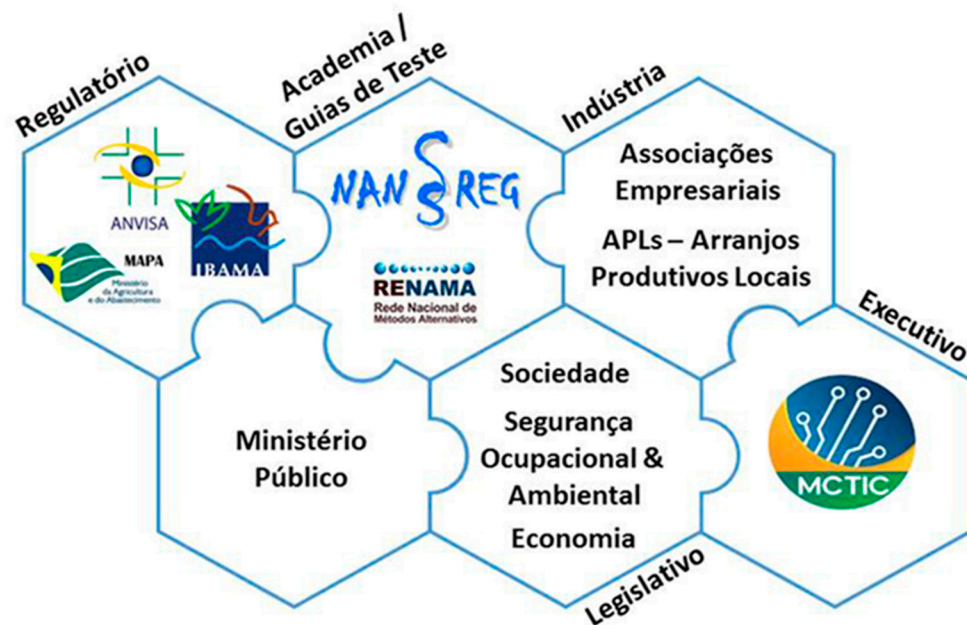 Regulatório
ANVISA
MAPA
Ministério
da Agricultura
e do Abastecimento
IBAMA
Academia /
Guias de Teste
NANOREG
RENAMA
Rede Nacional de
Métodos Alternativos
Indústria
Associações
Empresariais
APLs – Arranjos
Produtivos Locais
Ministério
Público
Sociedade
Segurança
Ocupacional &
Ambiental
Economia
Legislativo
Executivo
MCTIC